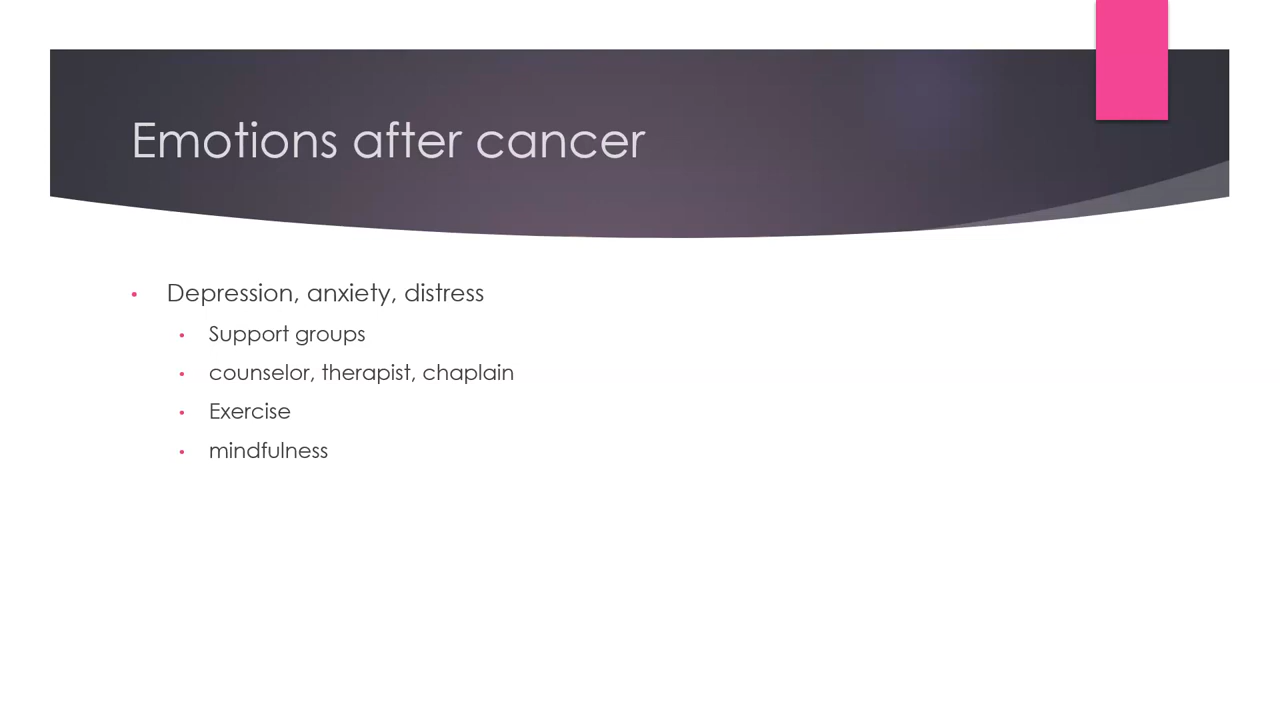 Emotions after cancer
• Depression, anxiety, distress
• Support groups
• counselor, therapist, chaplain
• Exercise
• mindfulness